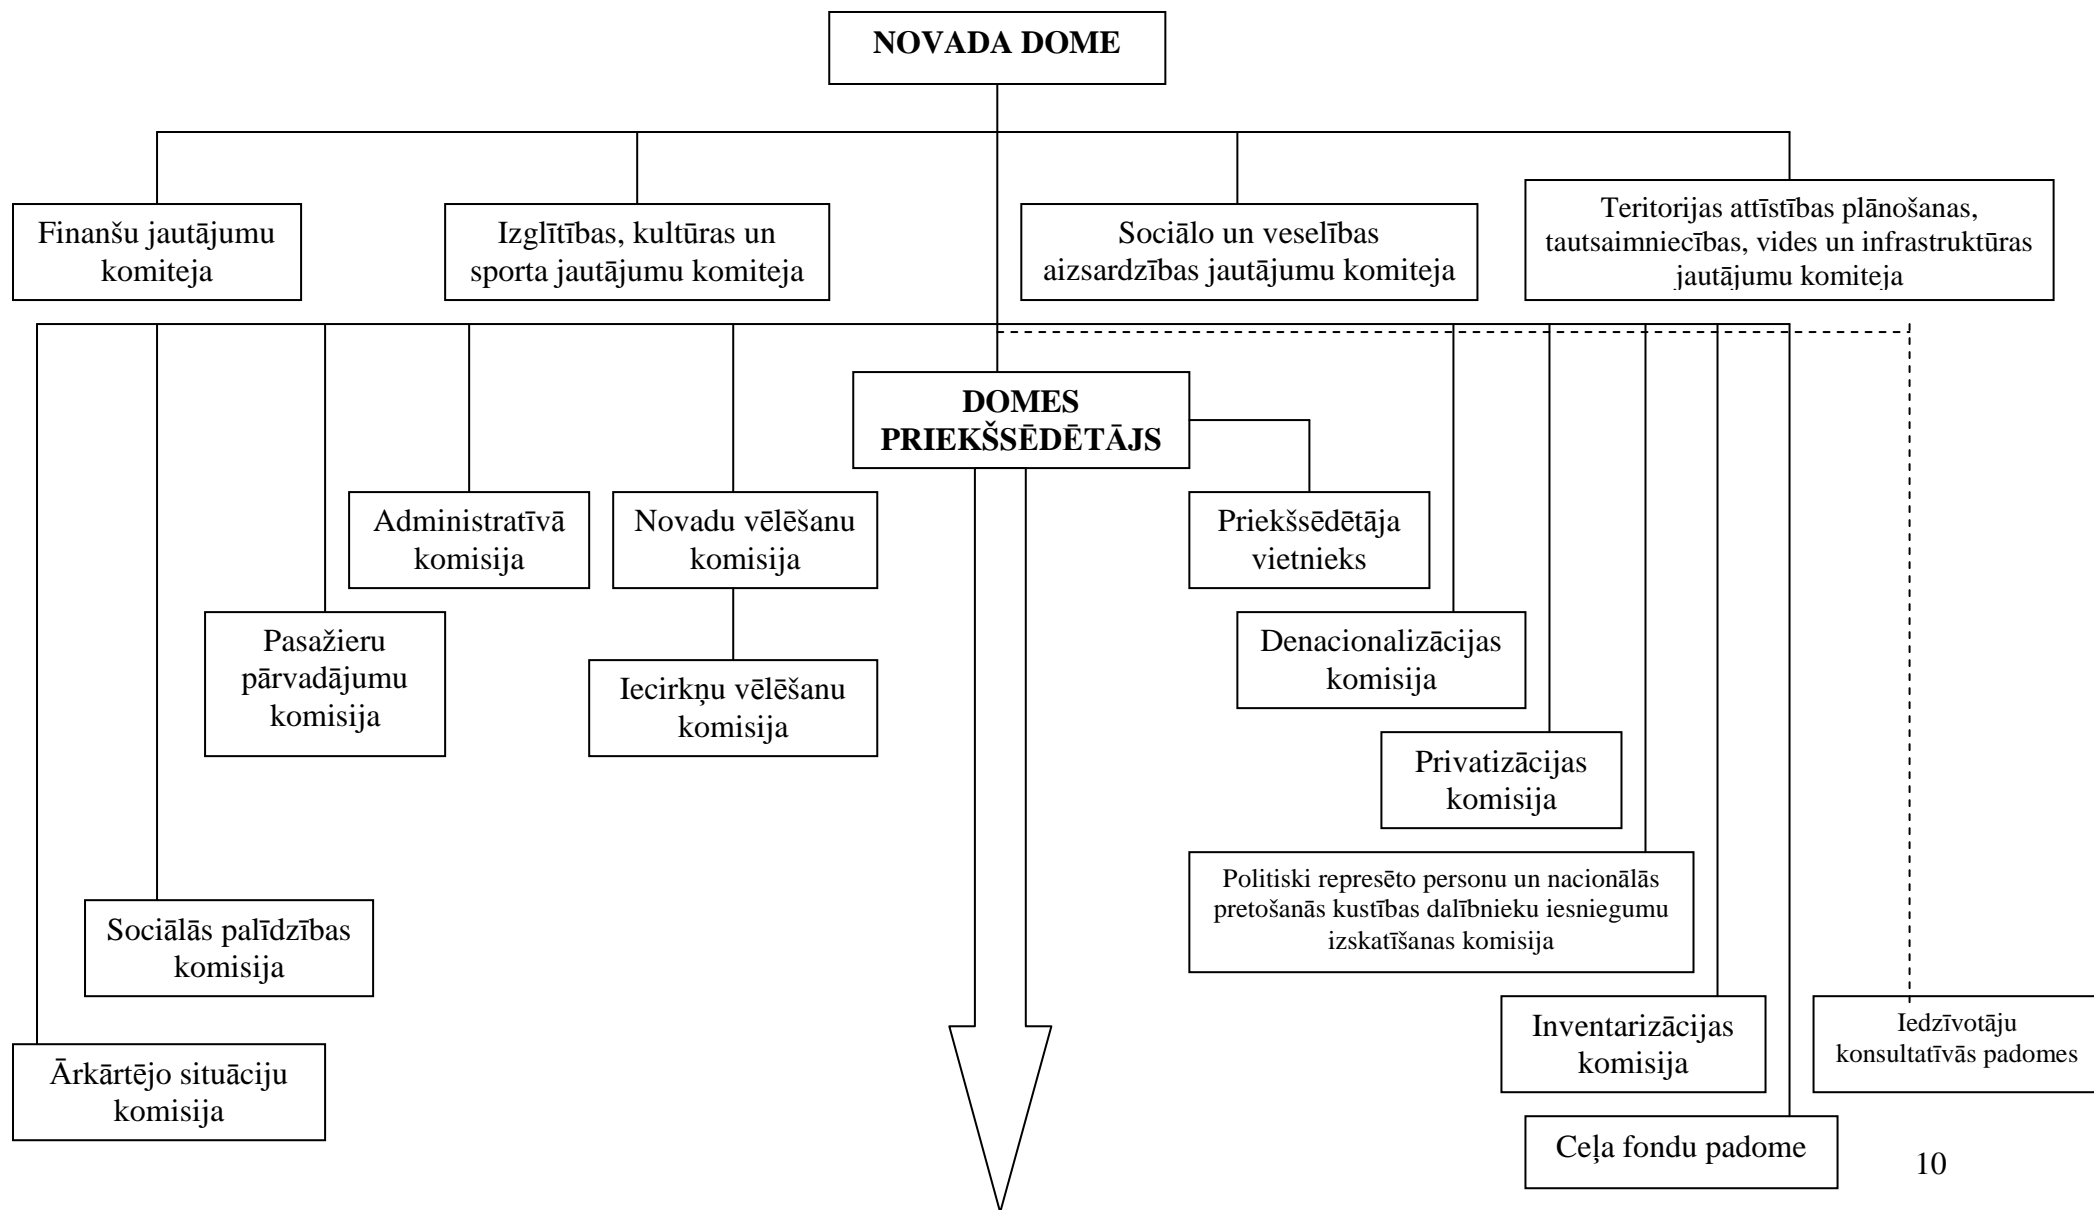 NOVADA DOME
Finanšu jautājumu
komiteja
Izglītības, kultūras un
sporta jautājumu komiteja
Sociālo un veselības
aizsardzības jautājumu komiteja
Teritorijas attīstības plānošanas,
tautsaimniecības, vides un infrastruktūras
jautājumu komiteja
DOMES
PRIEKŠSĒDĒTĀJS
Administratīvā
komisija
Novadu vēlēšanu
komisija
Priekšsēdētāja
vietnieks
Pasažieru
pārvadājumu
komisija
Iecirkņu vēlēšanu
komisija
Denacionalizācijas
komisija
Privatizācijas
komisija
Politiski represēto personu un nacionālās
pretošanās kustības dalībnieku iesniegumu
izskatīšanas komisija
Sociālās palīdzības
komisija
Inventarizācijas
komisija
Iedzīvotāju
konsultatīvās padomes
Ārkārtējo situāciju
komisija
Ceļa fondu padome
10